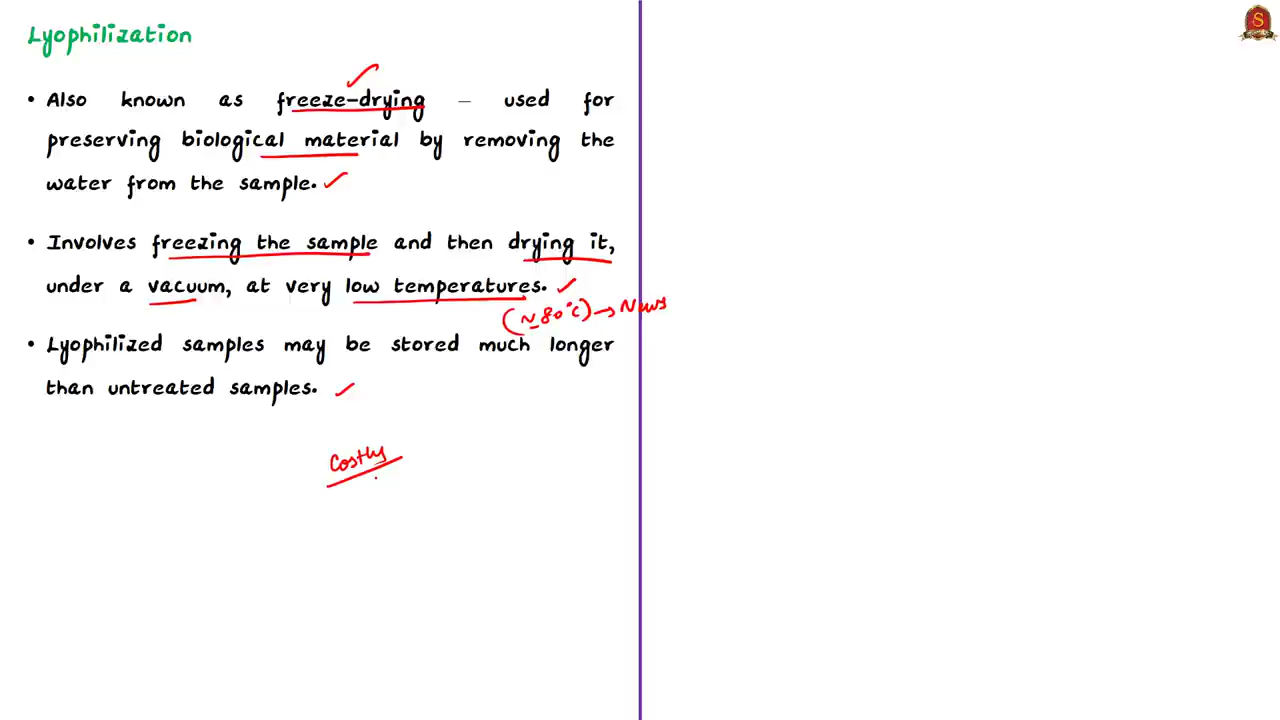 Lyophilization
• Also known as freeze-drying – used for
preserving biological material by removing the
water from the sample.
• Involves freezing the sample and then drying it,
under a vacuum, at very low temperatures.
(~80°C) → News
• Lyophilized samples may be stored much longer
than untreated samples.
Costly
S